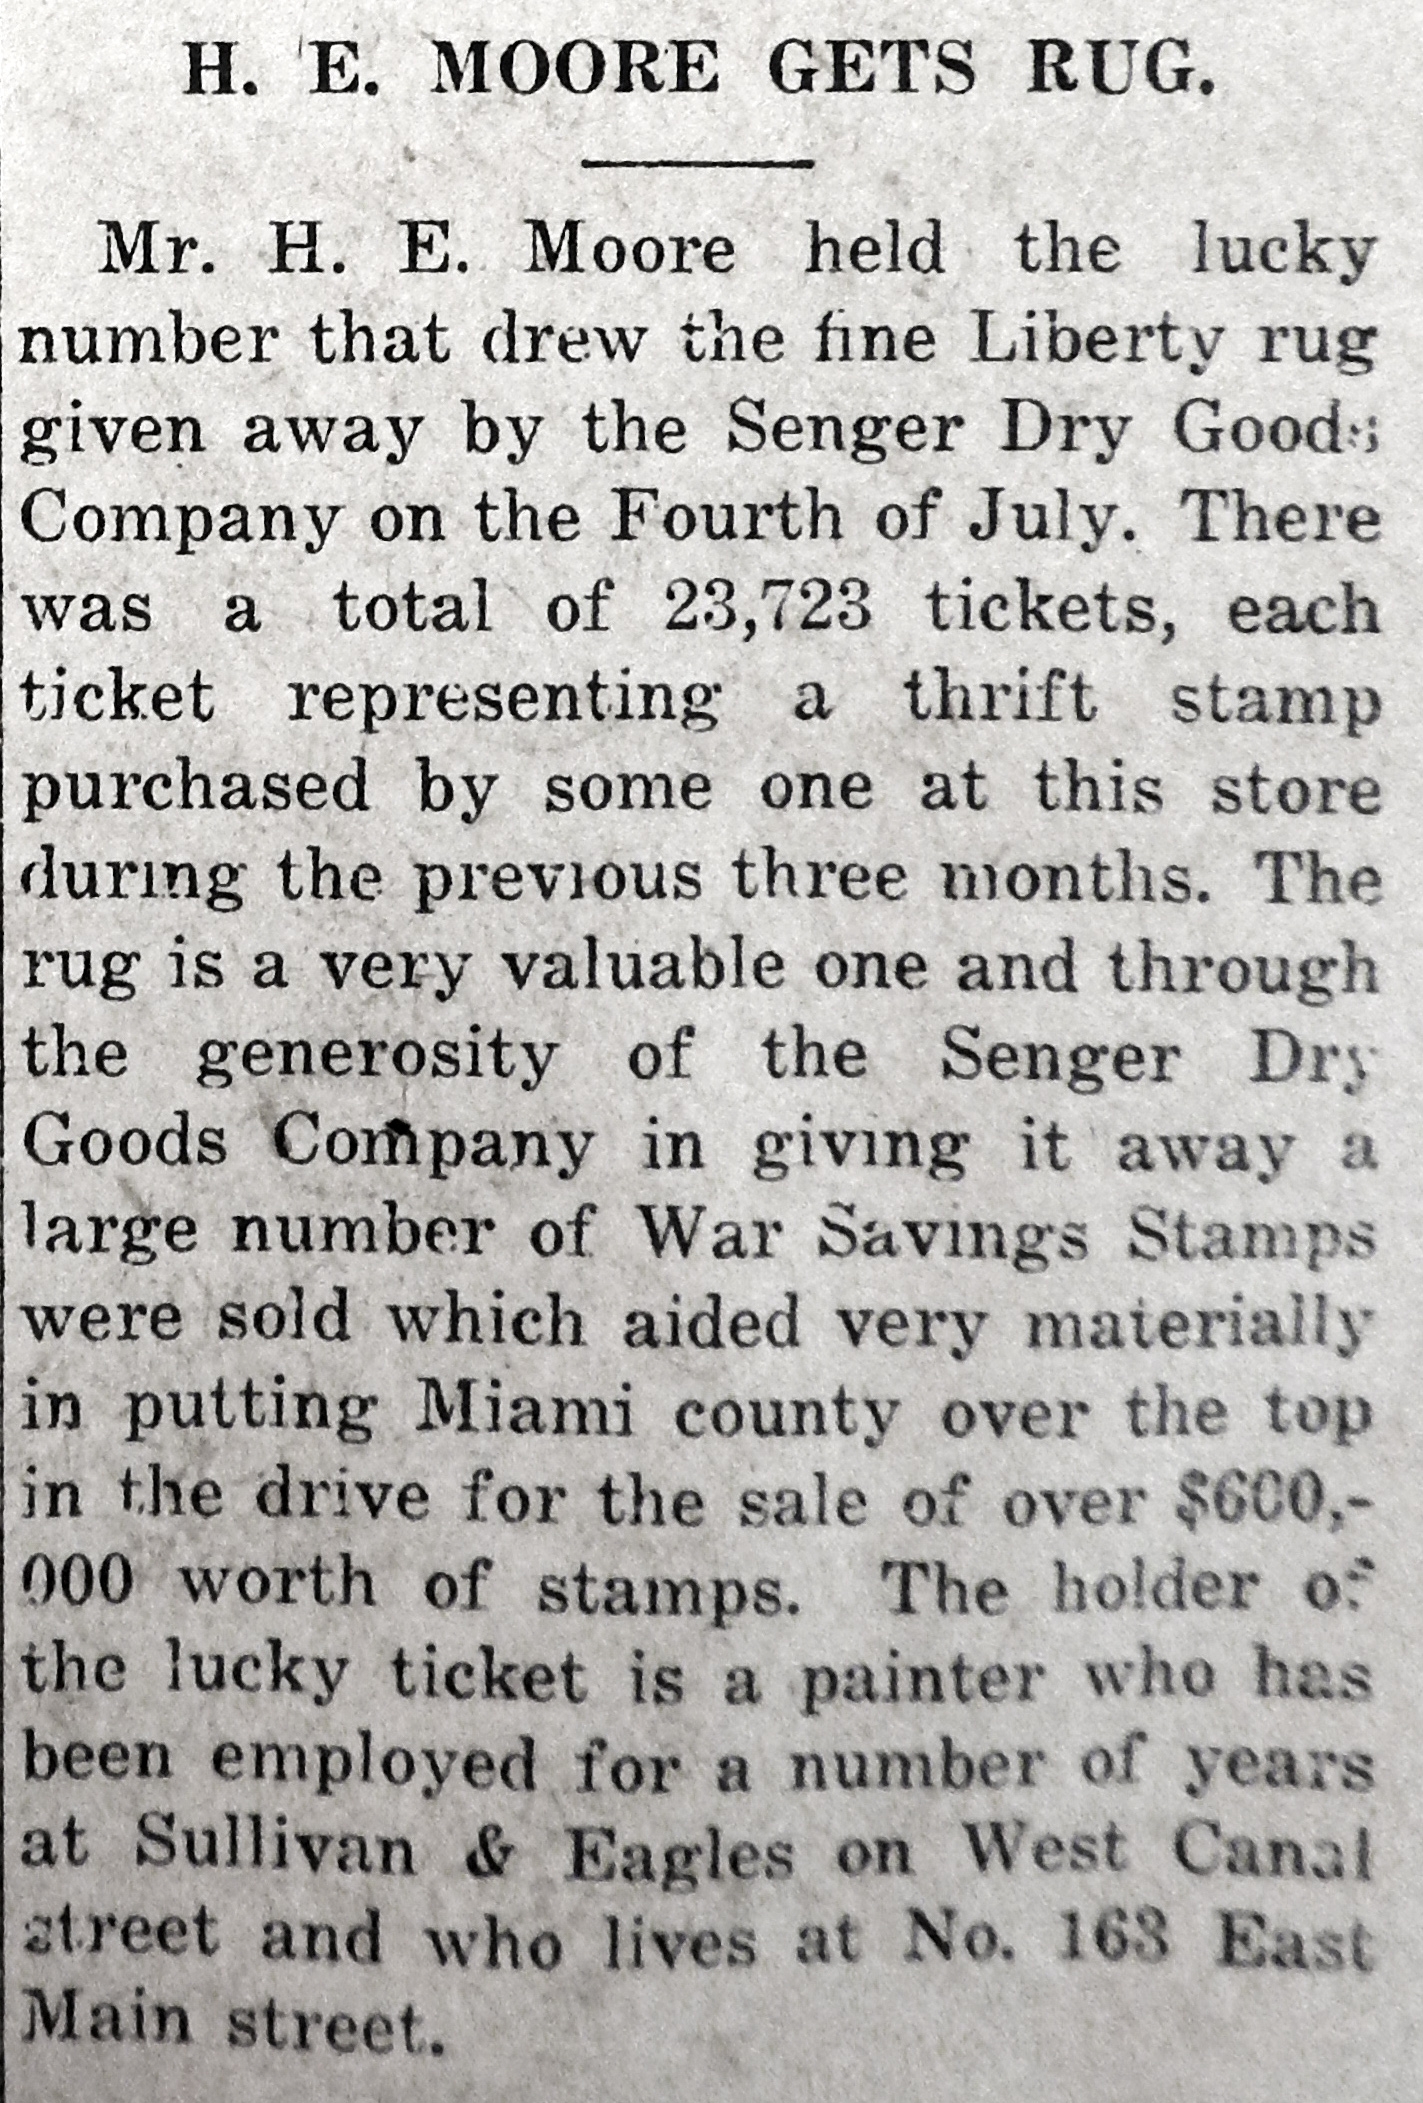 H. E. MOORE GETS RUG.
Mr. H. E. Moore held the lucky
number that drew the fine Liberty rug
given away by the Senger Dry Goods
Company on the Fourth of July. There
was a total of 23,723 tickets, each
ticket representing a thrift stamp
purchased by some one at this store
during the previous three months. The
rug is a very valuable one and through
the generosity of the Senger Dry
Goods Company in giving it away a
large number of War Savings Stamps
were sold which aided very materially
in putting Miami county over the top
in the drive for the sale of over $600,-
000 worth of stamps. The holder of
the lucky ticket is a painter who has
been employed for a number of years
at Sullivan & Eagles on West Canal
street and who lives at No. 163 East
Main street.